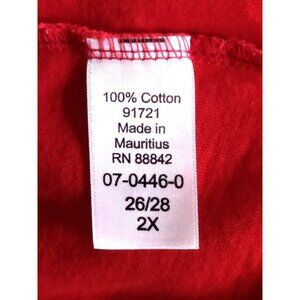 100% Cotton
91721
Made in
Mauritius
RN 88842
07-0446-0
26/28
2X